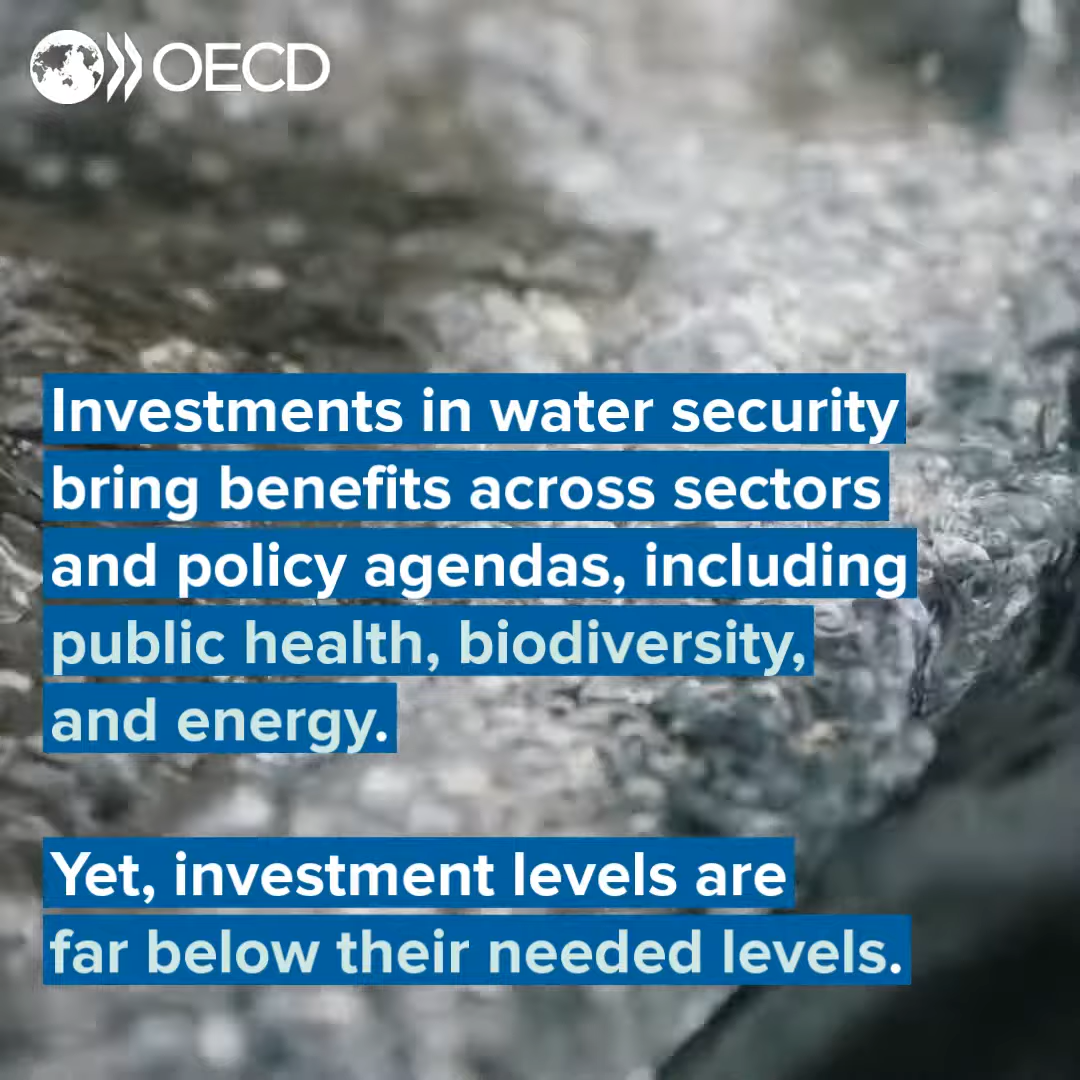 OECD
Investments in water security
bring benefits across sectors
and policy agendas, including
public health, biodiversity,
and energy.
Yet, investment levels are
far below their needed levels.